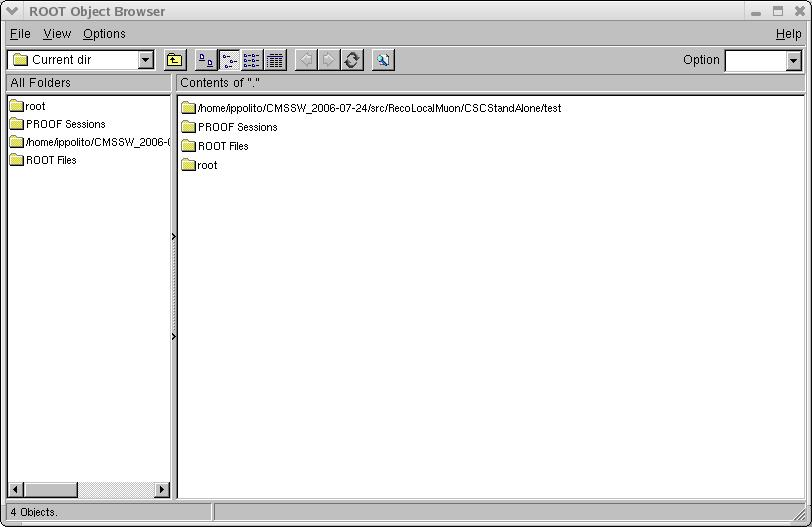 ROOT Object Browser
File View Options Help
Current dir Option
All Folders Contents of "."
root
PROOF Sessions
/home/ippolito/CMSSW_2006-0
ROOT Files
/home/ippolito/CMSSW_2006-07-24/src/RecoLocalMuon/CSCStandAlone/test
PROOF Sessions
ROOT Files
root
4 Objects.